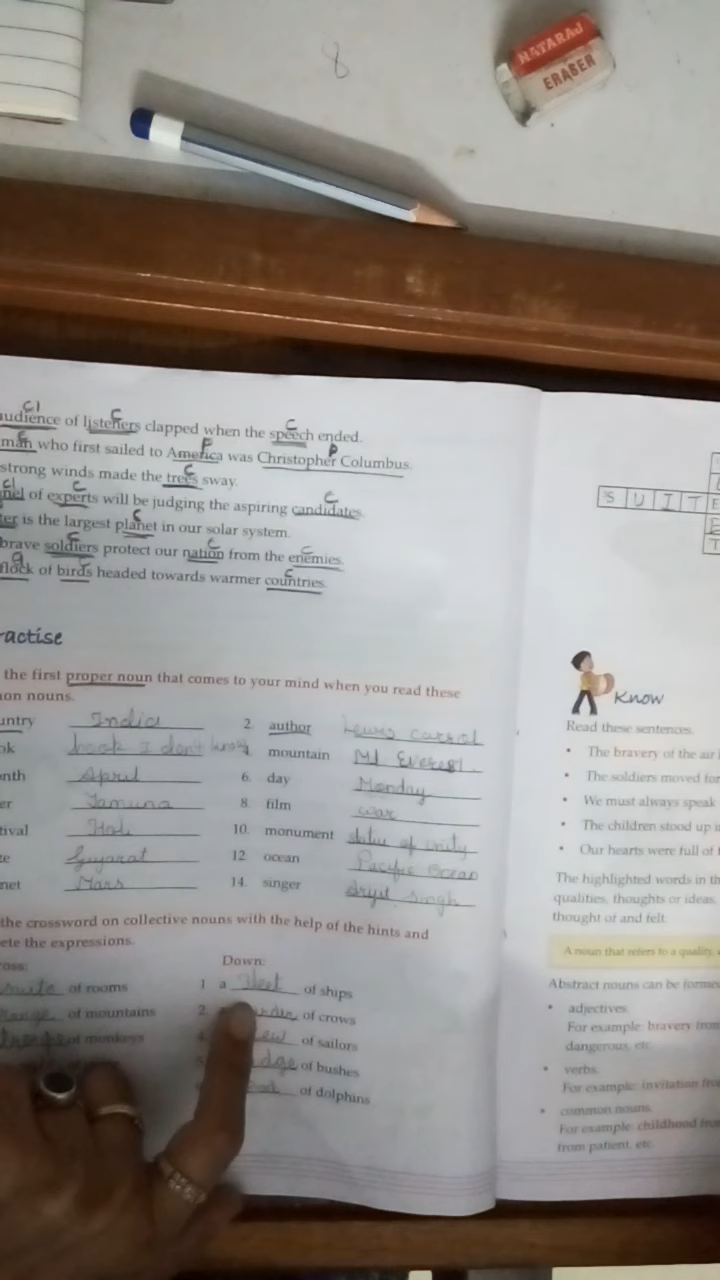 8
NATARAJ
ERASER
udience of listeners clapped when the speech ended.
man who first sailed to America was Christopher Columbus.
strong winds made the trees sway.
nel of experts will be judging the aspiring candidates.
ter is the largest planet in our solar system.
brave soldiers protect our nation from the enemies.
flock of birds headed towards warmer countries.
ractise
the first proper noun that comes to your mind when you read these
on nouns.
untry India 2. author Lewis Carrol
ok book I don't know 4. mountain Mt Everest.
nth April 6. day Monday
er Yamuna 8. film war
tival Holi 10. monument statue of unity
te Gujarat 12. ocean Pacific Ocean
net Mars 14. singer Arijit singh
the crossword on collective nouns with the help of the hints and
ete the expressions.
oss:
suite of rooms
range of mountains
of monkeys
Down:
1. a fleet of ships
2. of crows
of sailors
dge of bushes
of dolphins
S U I T E
T
Know
Read these sentences.
• The bravery of the air
• The soldiers moved for
• We must always speak
• The children stood up i
• Our hearts were full of
The highlighted words in th
qualities, thoughts or ideas.
thought of and felt.
A noun that refers to a quality,
Abstract nouns can be forme
• adjectives.
For example: bravery from
dangerous, etc.
• verbs.
For example: invitation fro
• common nouns.
For example: childhood fro
from patient, etc.